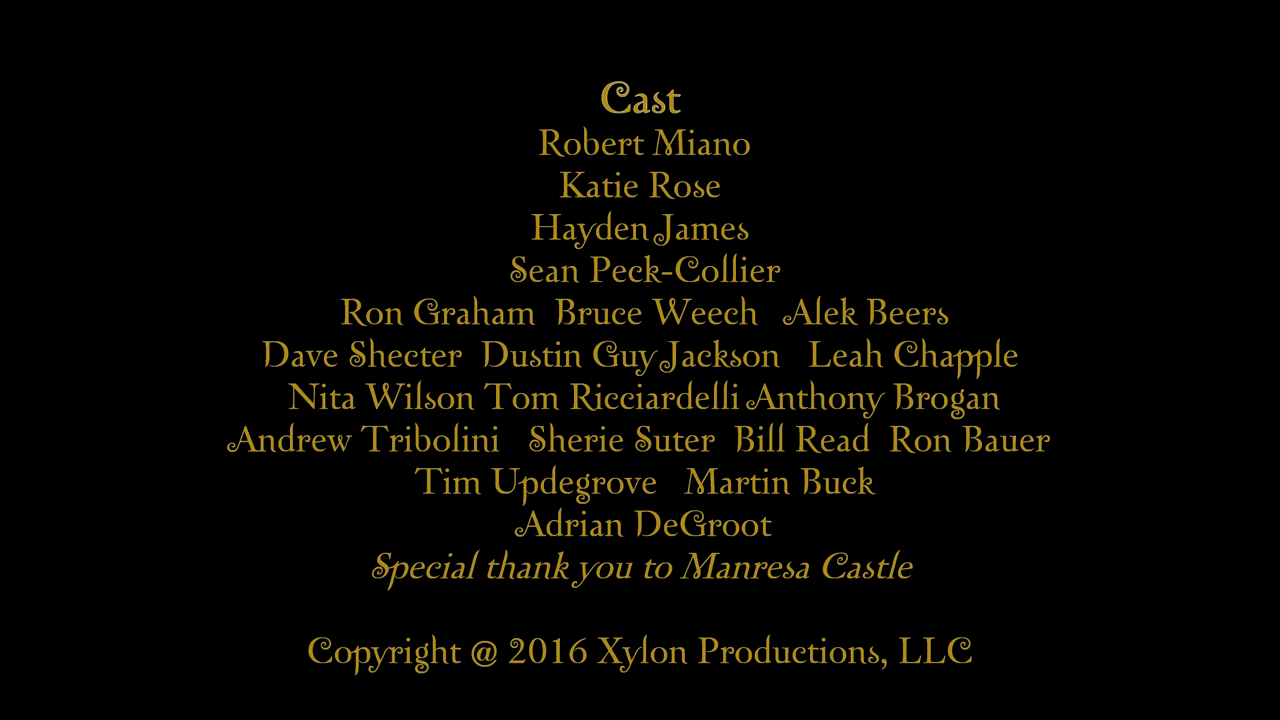 Cast
Robert Miano
Katie Rose
Hayden James
Sean Peck-Collier
Ron Graham Bruce Weech Alek Beers
Dave Shecter Dustin Guy Jackson Leah Chapple
Nita Wilson Tom Ricciardelli Anthony Brogan
Andrew Tribolini Sherie Suter Bill Read Ron Bauer
Tim Updegrove Martin Buck
Adrian DeGroot
Special thank you to Manresa Castle
Copyright @ 2016 Xylon Productions, LLC